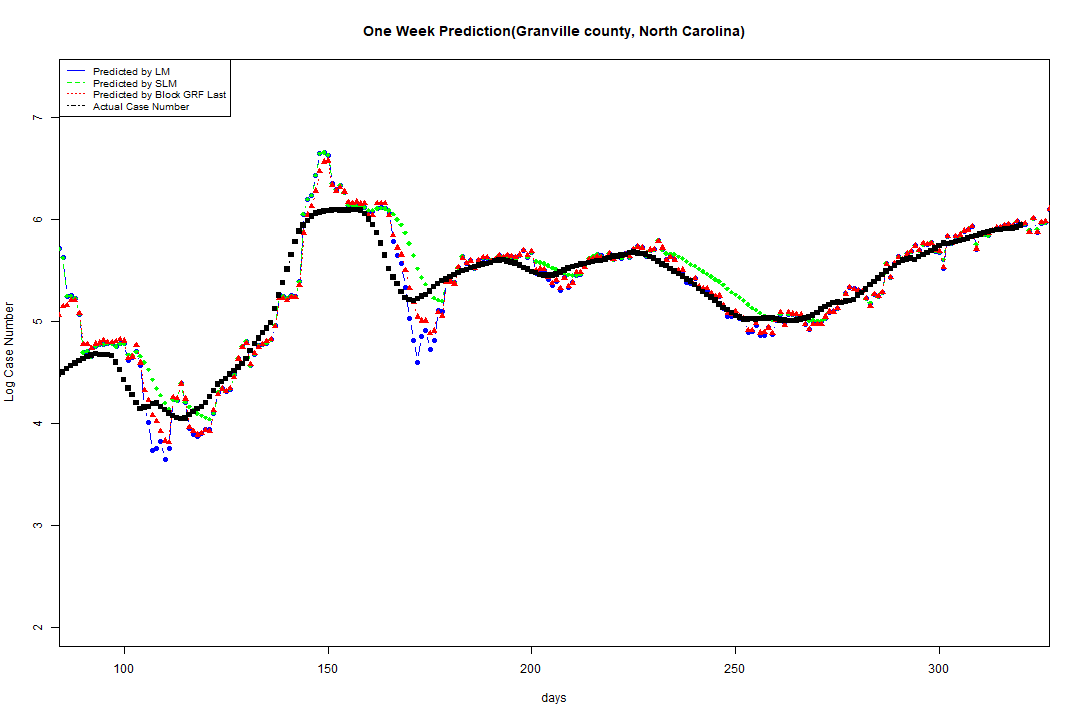 One Week Prediction(Granville county, North Carolina)
Predicted by LM
Predicted by SLM
Predicted by Block GRF Last
Actual Case Number
7
6
5
4
3
2
Log Case Number
100 150 200 250 300
days